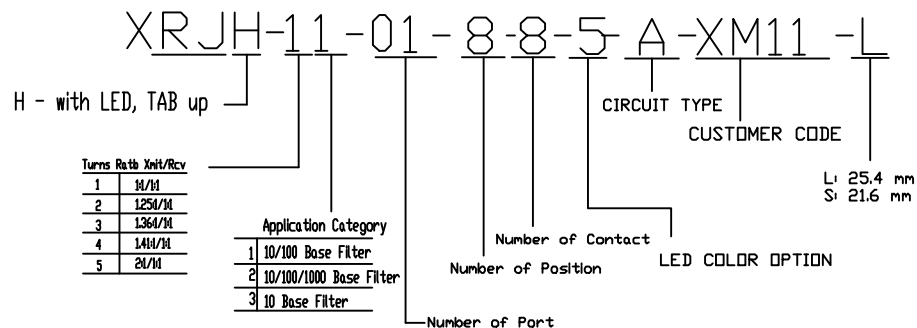 XRJH-11-01-8-8-5-A-XM11-L
H - with LED, TAB up
CIRCUIT TYPE
CUSTOMER CODE
L: 25.4 mm
S: 21.6 mm
Turns Ratio Xmit/Rcv
1 1:1/1:1
2 1.25:1/1:1
3 1.36:1/1:1
4 1.41:1/1:1
5 2:1/1:1
Application Category
1 10/100 Base Filter
2 10/100/1000 Base Filter
3 10 Base Filter
Number of Contact
Number of Position
LED COLOR OPTION
Number of Port